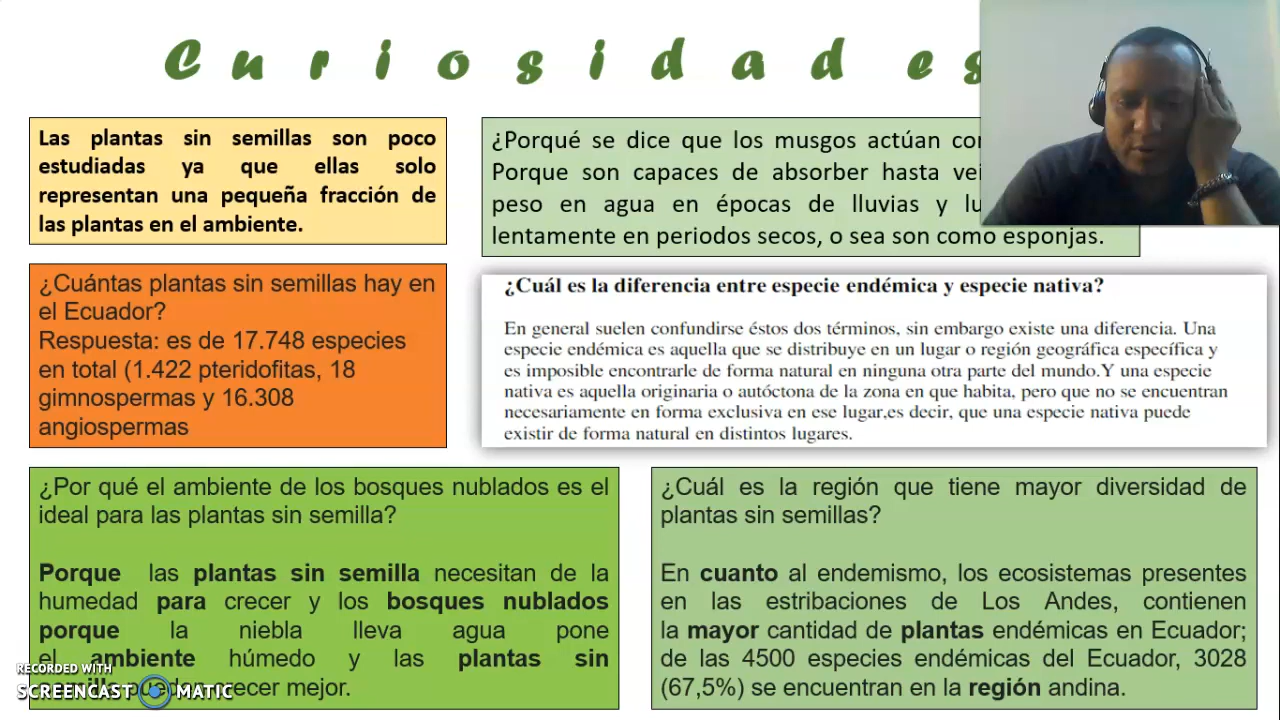 Curiosidades
Las plantas sin semillas son poco
estudiadas ya que ellas solo
representan una pequeña fracción de
las plantas en el ambiente.
¿Porqué se dice que los musgos actúan
Porque son capaces de absorber hasta
peso en agua en épocas de lluvias y
lentamente en periodos secos, o sea son como esponjas.
¿Cuántas plantas sin semillas hay en
el Ecuador?
Respuesta: es de 17.748 especies
en total (1.422 pteridofitas, 18
gimnospermas y 16.308
angiospermas
¿Cuál es la diferencia entre especie endémica y especie nativa?
En general suelen confundirse éstos dos términos, sin embargo existe una diferencia. Una
especie endémica es aquella que se distribuye en un lugar o región geográfica específica y
es imposible encontrarle de forma natural en ninguna otra parte del mundo.Y una especie
nativa es aquella originaria o autóctona de la zona en que habita, pero que no se encuentran
necesariamente en forma exclusiva en ese lugar,es decir, que una especie nativa puede
existir de forma natural en distintos lugares.
¿Por qué el ambiente de los bosques nublados es el
ideal para las plantas sin semilla?
Porque las plantas sin semilla necesitan de la
humedad para crecer y los bosques nublados
porque la niebla lleva agua pone
el ambiente húmedo y las plantas sin
crecer mejor.
¿Cuál es la región que tiene mayor diversidad de
plantas sin semillas?
En cuanto al endemismo, los ecosistemas presentes
en las estribaciones de Los Andes, contienen
la mayor cantidad de plantas endémicas en Ecuador;
de las 4500 especies endémicas del Ecuador, 3028
(67,5%) se encuentran en la región andina.
RECORDED WITH
SCREENCAST MATIC